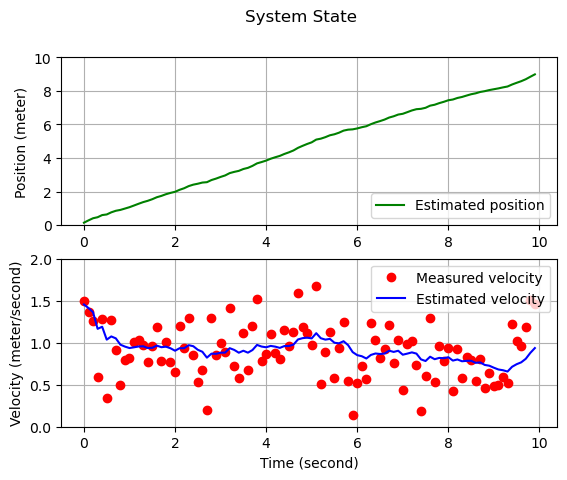 System State
Position (meter)
10
8
6
4
2
0
Estimated position
0 2 4 6 8 10
Velocity (meter/second)
2.0
1.5
1.0
0.5
0.0
Measured velocity
Estimated velocity
0 2 4 6 8 10
Time (second)